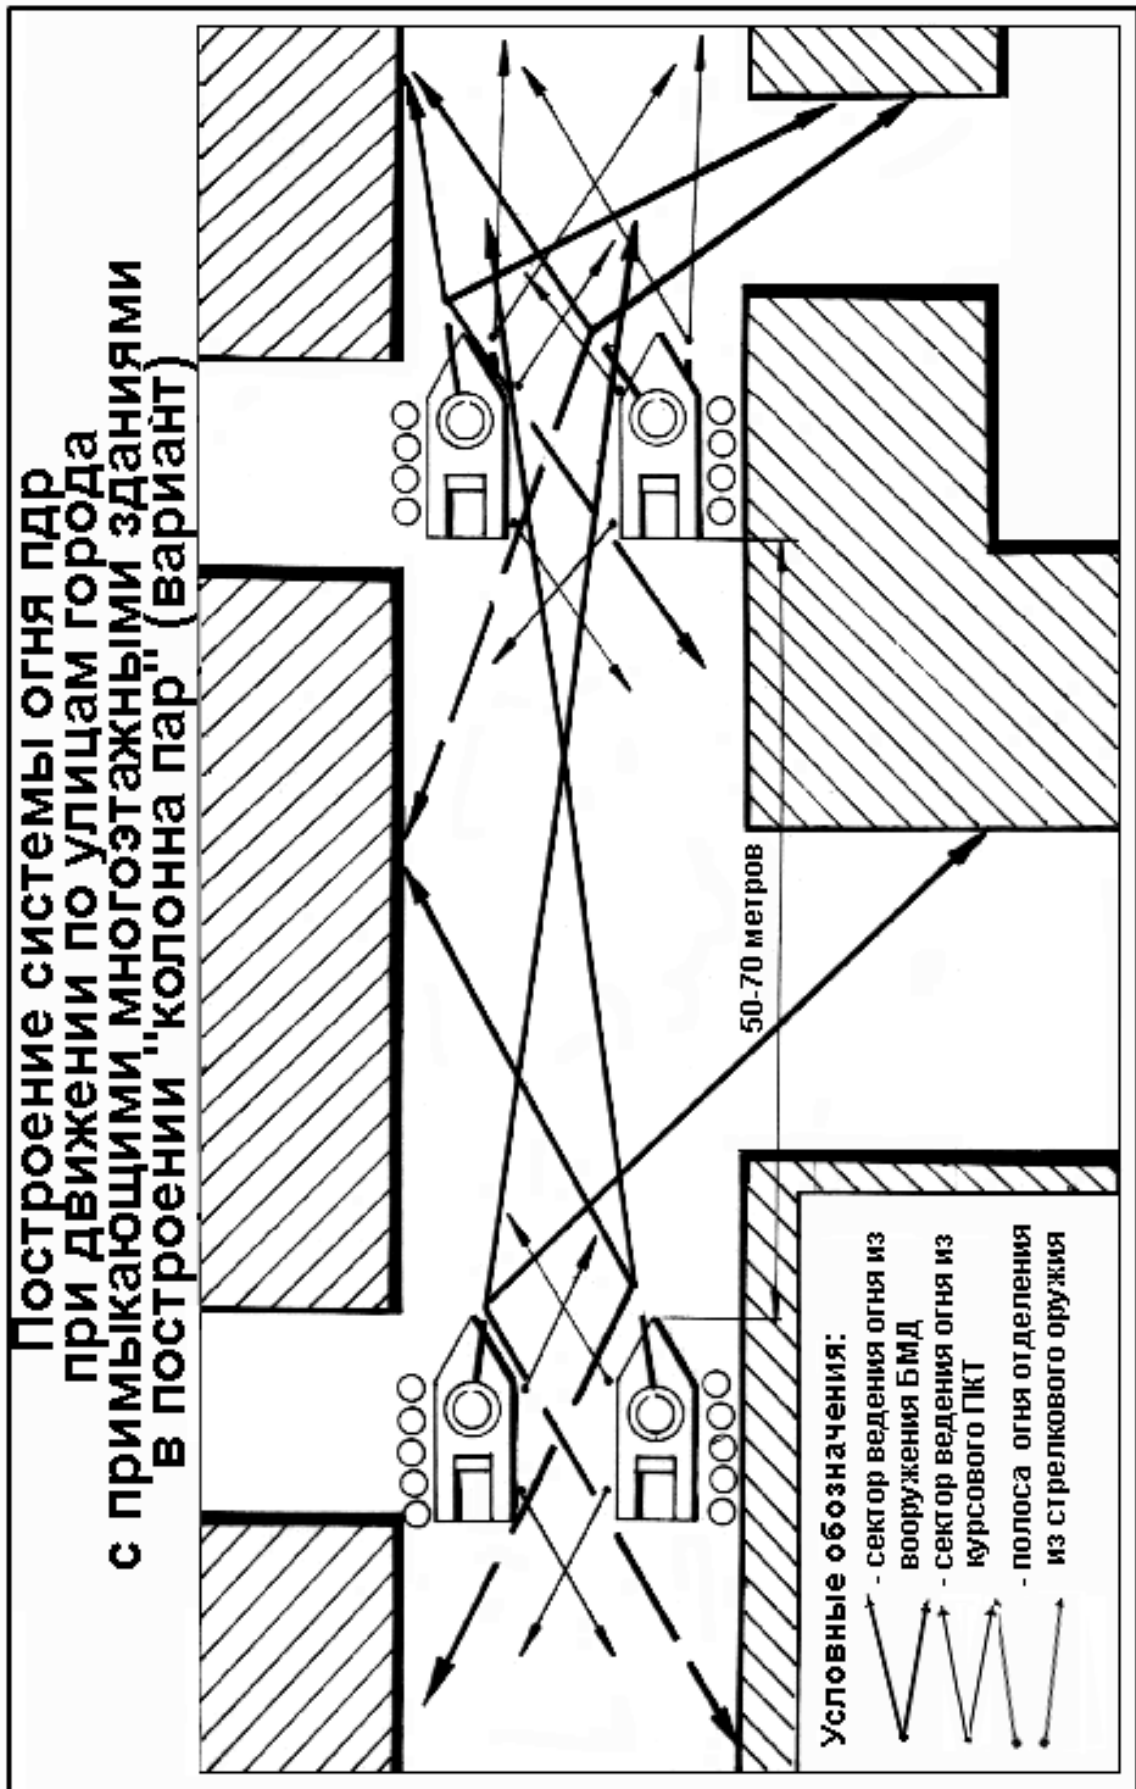 Построение системы огня пдр
при движении по улицам города
с примыкающими многоэтажными зданиями
в построении "колонна пар" (вариант)
50-70 метров
Условные обозначения:
- сектор ведения огня из
вооружения БМД
- сектор ведения огня из
курсового ПКТ
- полоса огня отделения
из стрелкового оружия